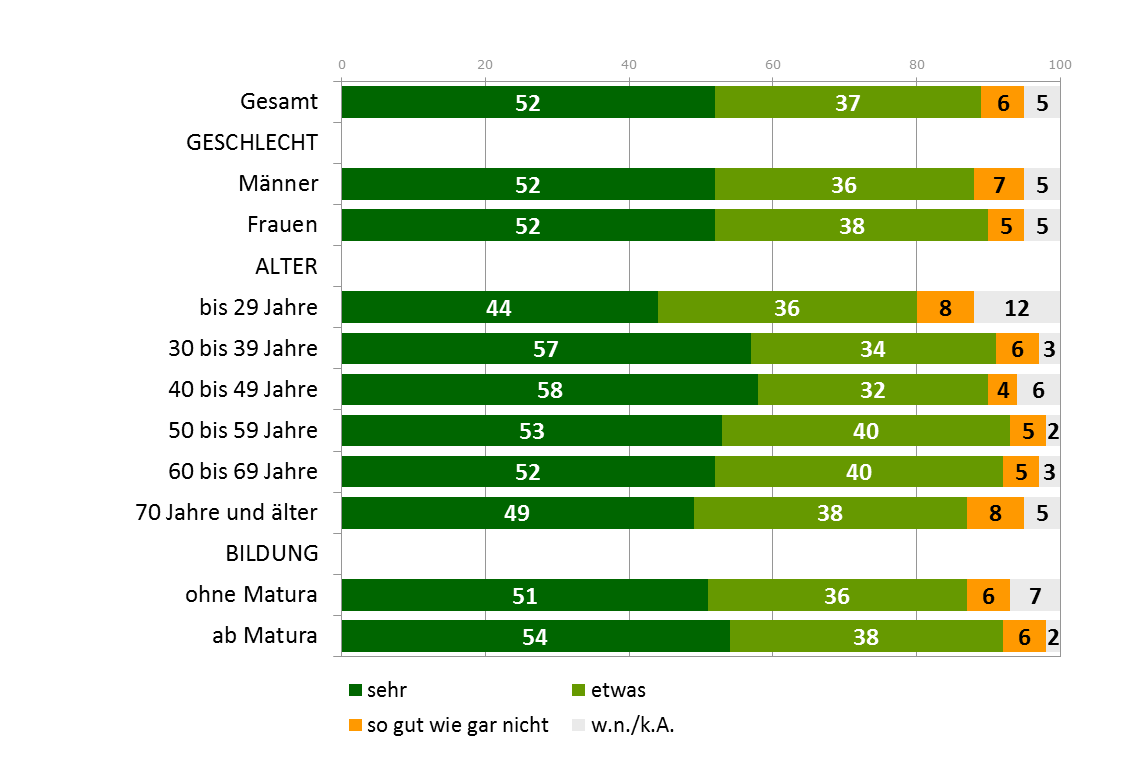 0 20 40 60 80 100
Gesamt 52 37 6 5
GESCHLECHT
Männer 52 36 7 5
Frauen 52 38 5 5
ALTER
bis 29 Jahre 44 36 8 12
30 bis 39 Jahre 57 34 6 3
40 bis 49 Jahre 58 32 4 6
50 bis 59 Jahre 53 40 5 2
60 bis 69 Jahre 52 40 5 3
70 Jahre und älter 49 38 8 5
BILDUNG
ohne Matura 51 36 6 7
ab Matura 54 38 6 2
sehr etwas
so gut wie gar nicht w.n./k.A.